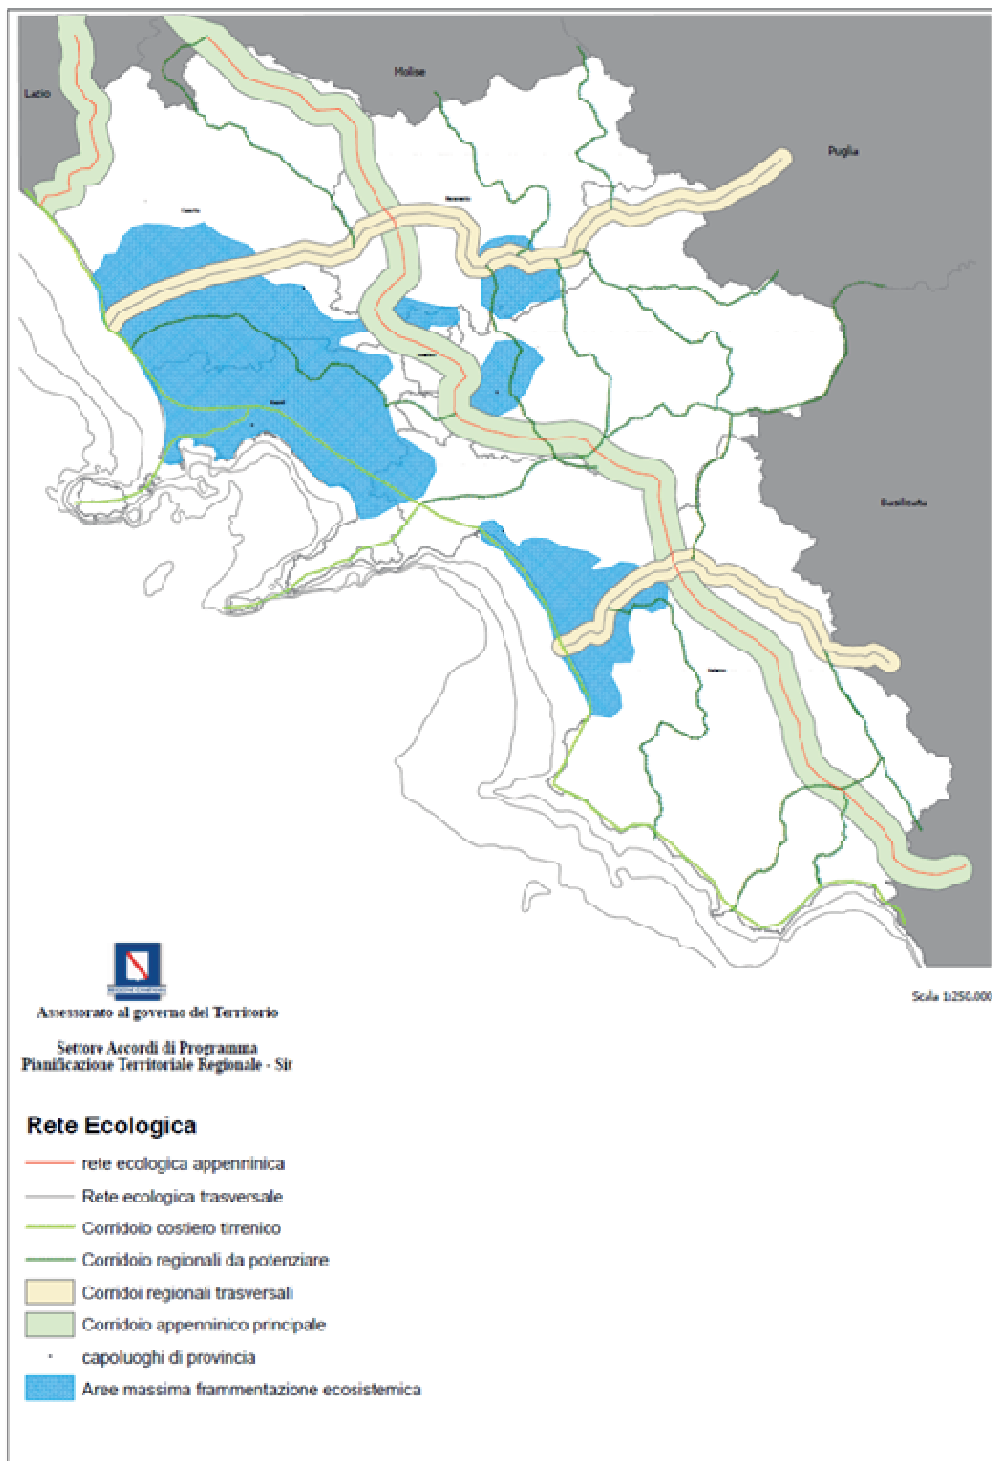 Molise
Lazio
Puglia
Basilicata
Scala 1:250.000
Assessorato al governo del Territorio
Settore Accordi di Programma
Pianificazione Territoriale Regionale - Sit
Rete Ecologica
rete ecologica appenninica
Rete ecologica trasversale
Corridoio costiero tirrenico
Corridoio regionali da potenziare
Corridoi regionali trasversali
Corridoio appenninico principale
capoluoghi di provincia
Aree massima frammentazione ecosistemica